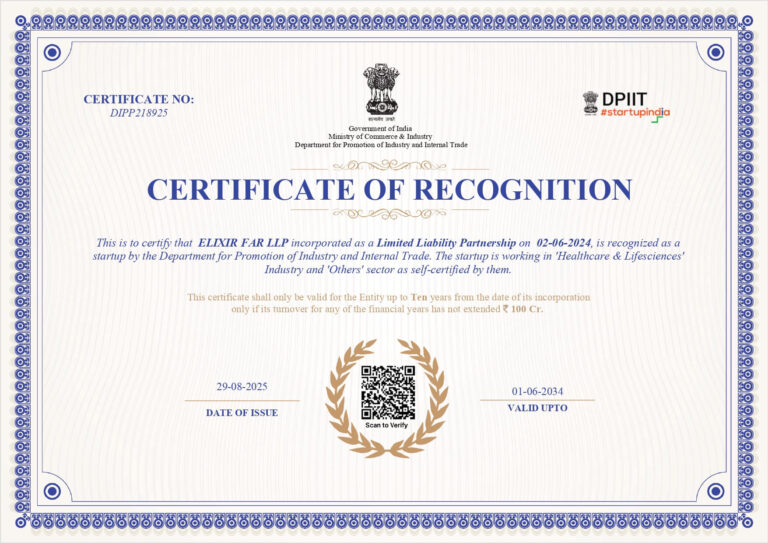 CERTIFICATE NO:
DIPP218925
सत्यमेव जयते
Government of India
Ministry of Commerce & Industry
Department for Promotion of Industry and Internal Trade
DPIIT
#startupindia
CERTIFICATE OF RECOGNITION
This is to certify that ELIXIR FAR LLP incorporated as a Limited Liability Partnership on 02-06-2024, is recognized as a
startup by the Department for Promotion of Industry and Internal Trade. The startup is working in 'Healthcare & Lifesciences'
Industry and 'Others' sector as self-certified by them.
This certificate shall only be valid for the Entity up to Ten years from the date of its incorporation
only if its turnover for any of the financial years has not extended ₹ 100 Cr.
29-08-2025
DATE OF ISSUE
Scan to Verify
01-06-2034
VALID UPTO